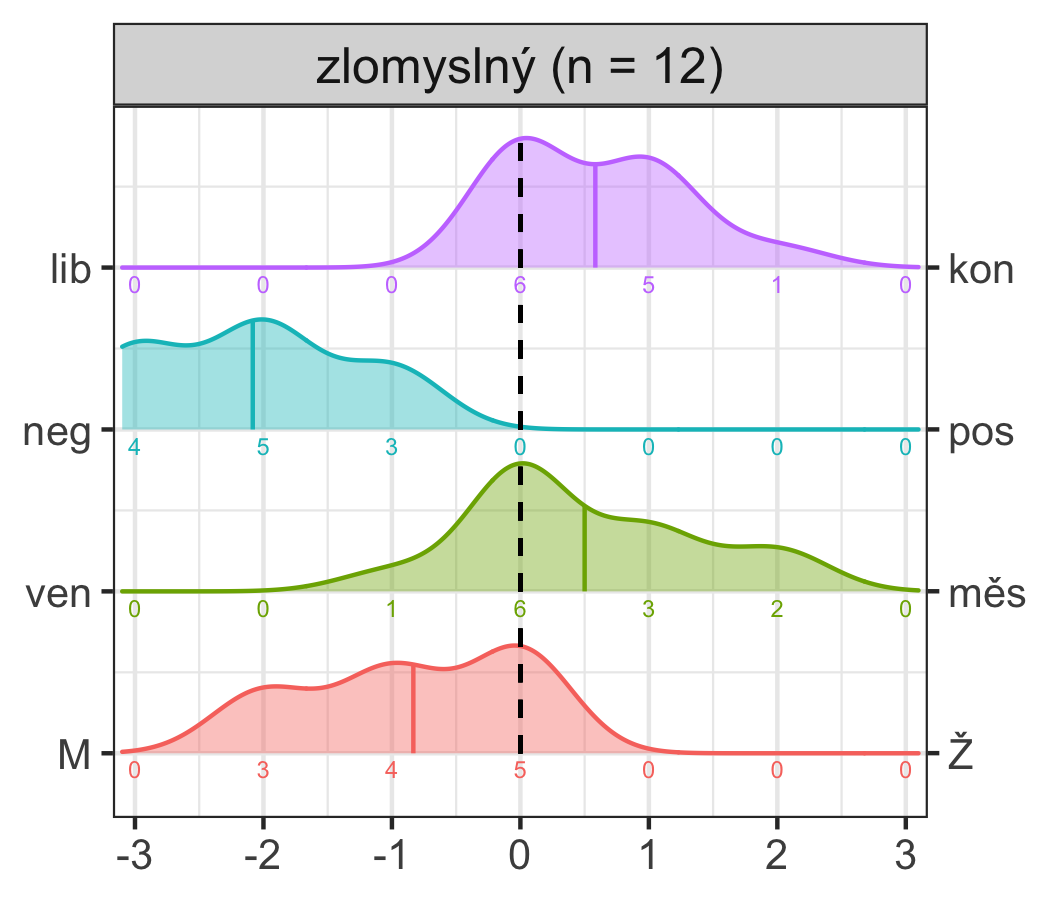 zlomyslný (n = 12)
lib kon
0 0 0 6 5 1 0
neg pos
4 5 3 0 0 0 0
ven měs
0 0 1 6 3 2 0
M Ž
0 3 4 5 0 0 0
-3 -2 -1 0 1 2 3